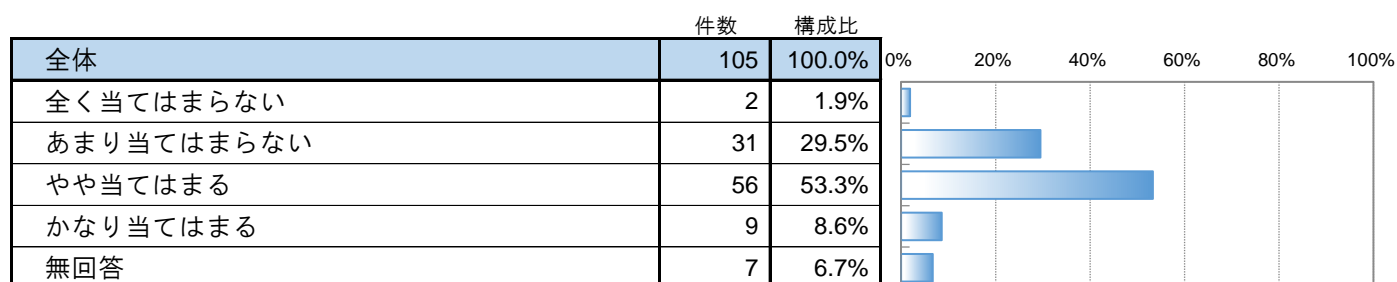 件数 構成比
全体 105 100.0% 0% 20% 40% 60% 80% 100%
全く当てはまらない 2 1.9%
あまり当てはまらない 31 29.5%
やや当てはまる 56 53.3%
かなり当てはまる 9 8.6%
無回答 7 6.7%